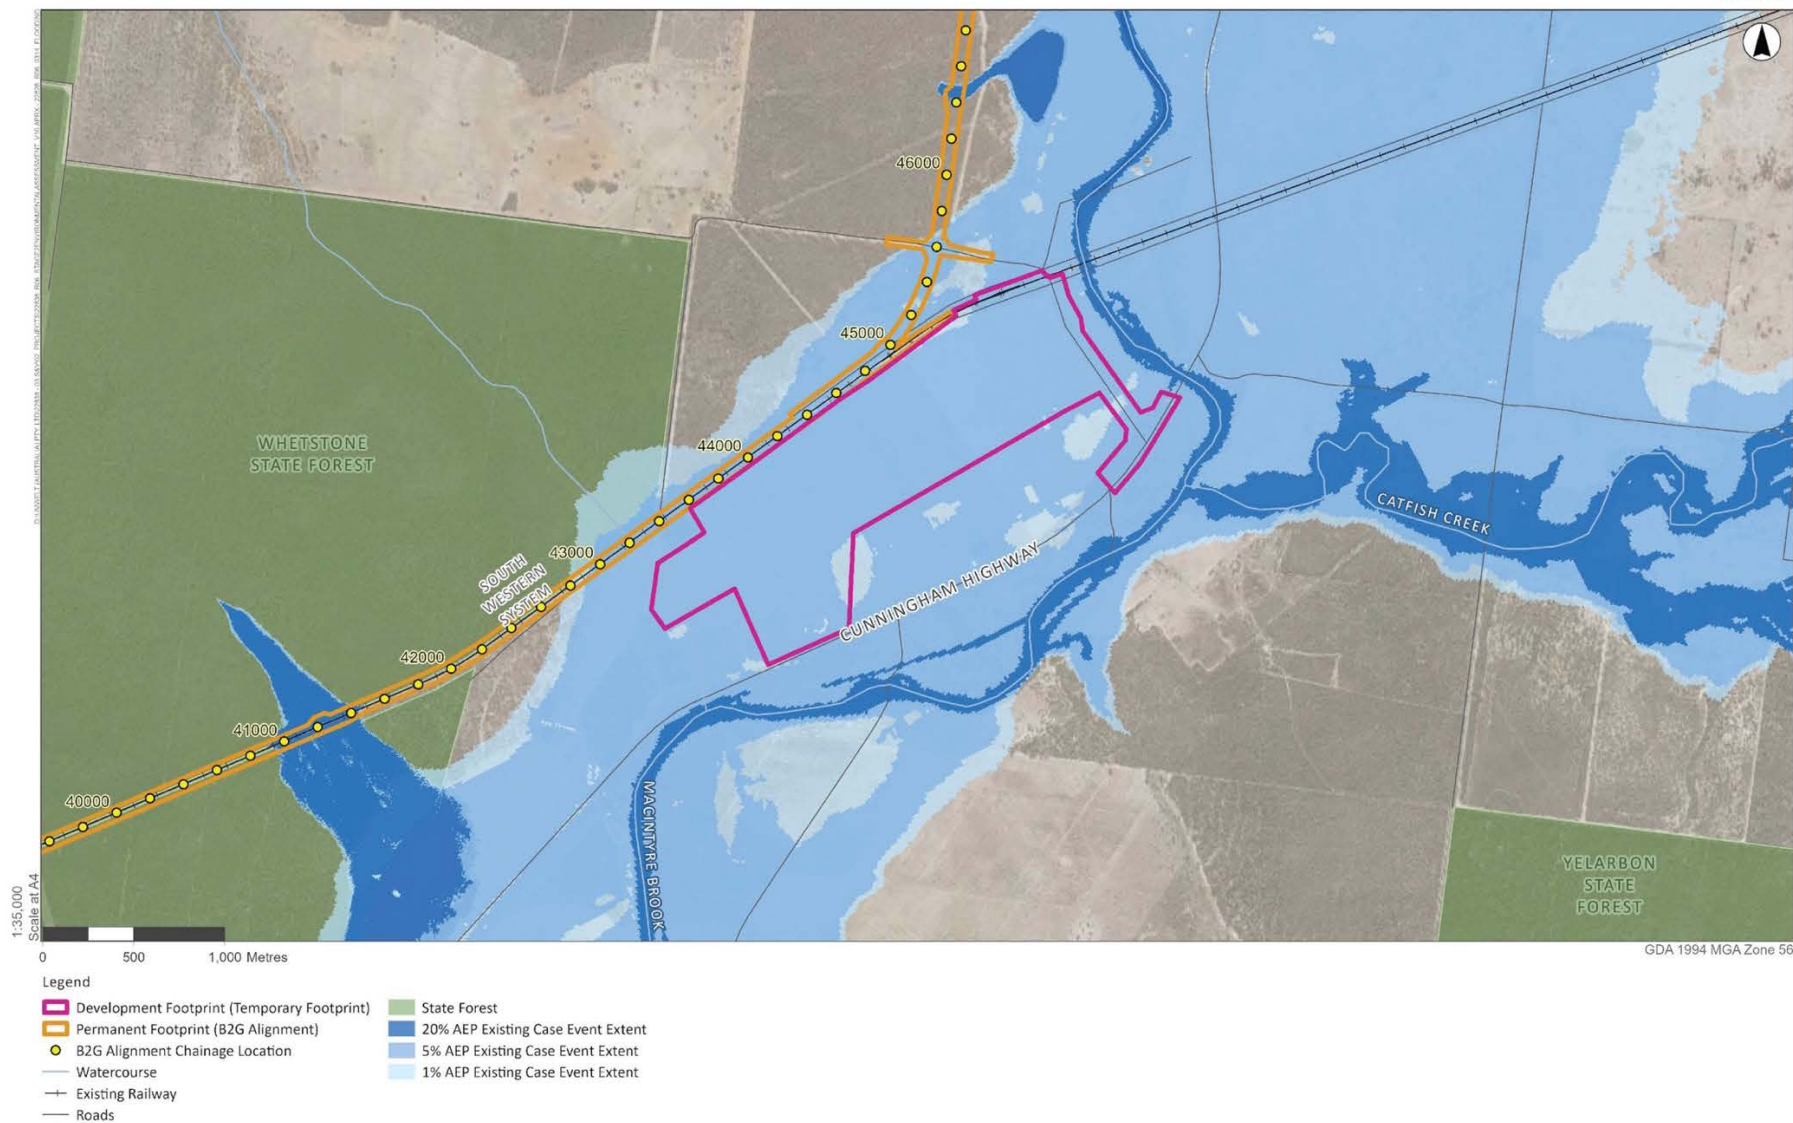 46000
45000
44000
WHETSTONE
STATE FOREST
CATFISH CREEK
SOUTH
WESTERN
SYSTEM
43000
CUNNINGHAM HIGHWAY
42000
41000
40000
MACINTYRE BROOK
YELARBON
STATE
FOREST
1:35,000
Scale at A4
0 500 1,000 Metres
GDA 1994 MGA Zone 56
Legend
Development Footprint (Temporary Footprint)
Permanent Footprint (B2G Alignment)
B2G Alignment Chainage Location
Watercourse
Existing Railway
Roads
State Forest
20% AEP Existing Case Event Extent
5% AEP Existing Case Event Extent
1% AEP Existing Case Event Extent